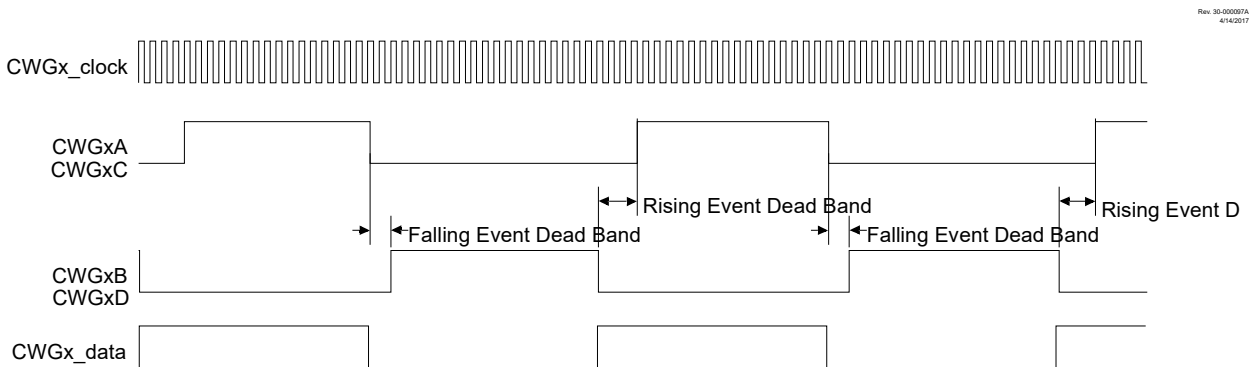 Rev. 30-000097A
4/14/2017
CWGx_clock
CWGxA
CWGxC
Rising Event Dead Band
Rising Event D
Falling Event Dead Band
Falling Event Dead Band
CWGxB
CWGxD
CWGx_data